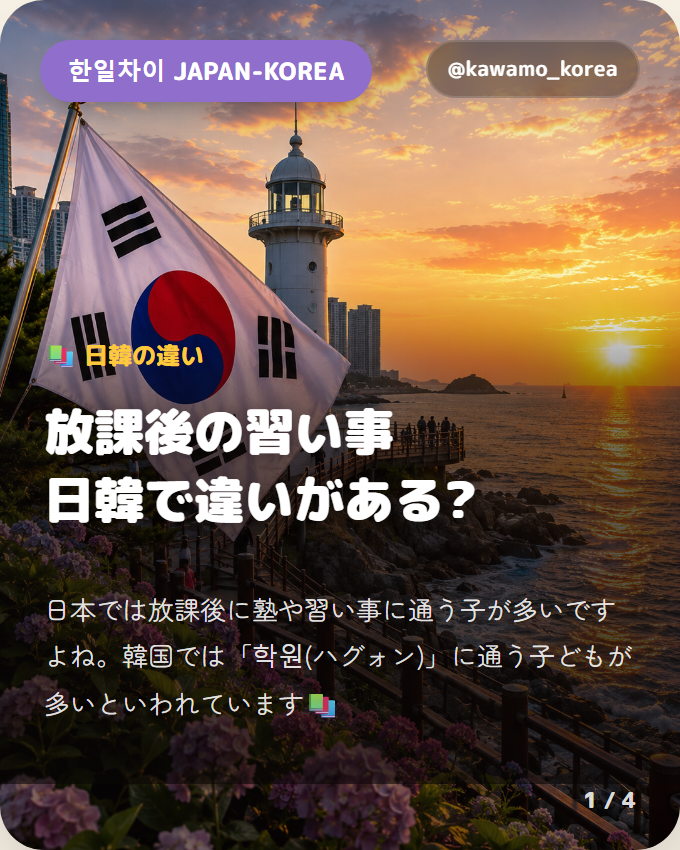 한일차이 JAPAN-KOREA
@kawamo_korea
日韓の違い
放課後の習い事
日韓で違いがある?
日本では放課後に塾や習い事に通う子が多いです
よね。韓国では「학원(ハグォン)」に通う子どもが
多いといわれています
1 / 4